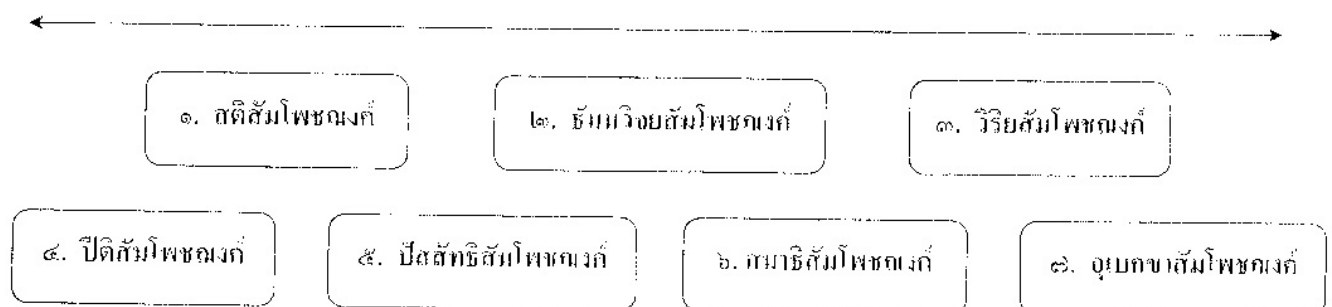 ๑. สติสัมโพชฌงค์
๒. ธัมมวิจยสัมโพชฌงค์
๓. วิริยสัมโพชฌงค์
๔. ปีติสัมโพชฌงค์
๕. ปัสสัทธิสัมโพชฌงค์
๖. สมาธิสัมโพชฌงค์
๗. อุเบกขาสัมโพชฌงค์